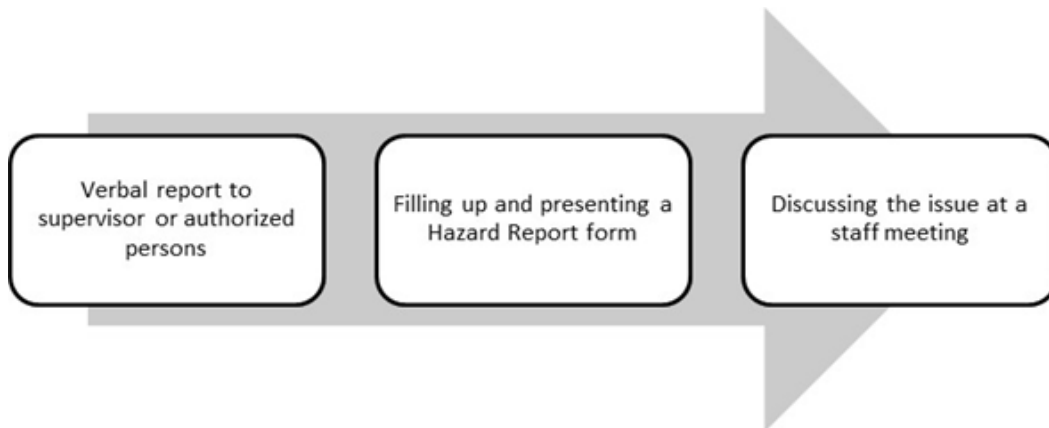 Verbal report to
supervisor or authorized
persons
Filling up and presenting a
Hazard Report form
Discussing the issue at a
staff meeting